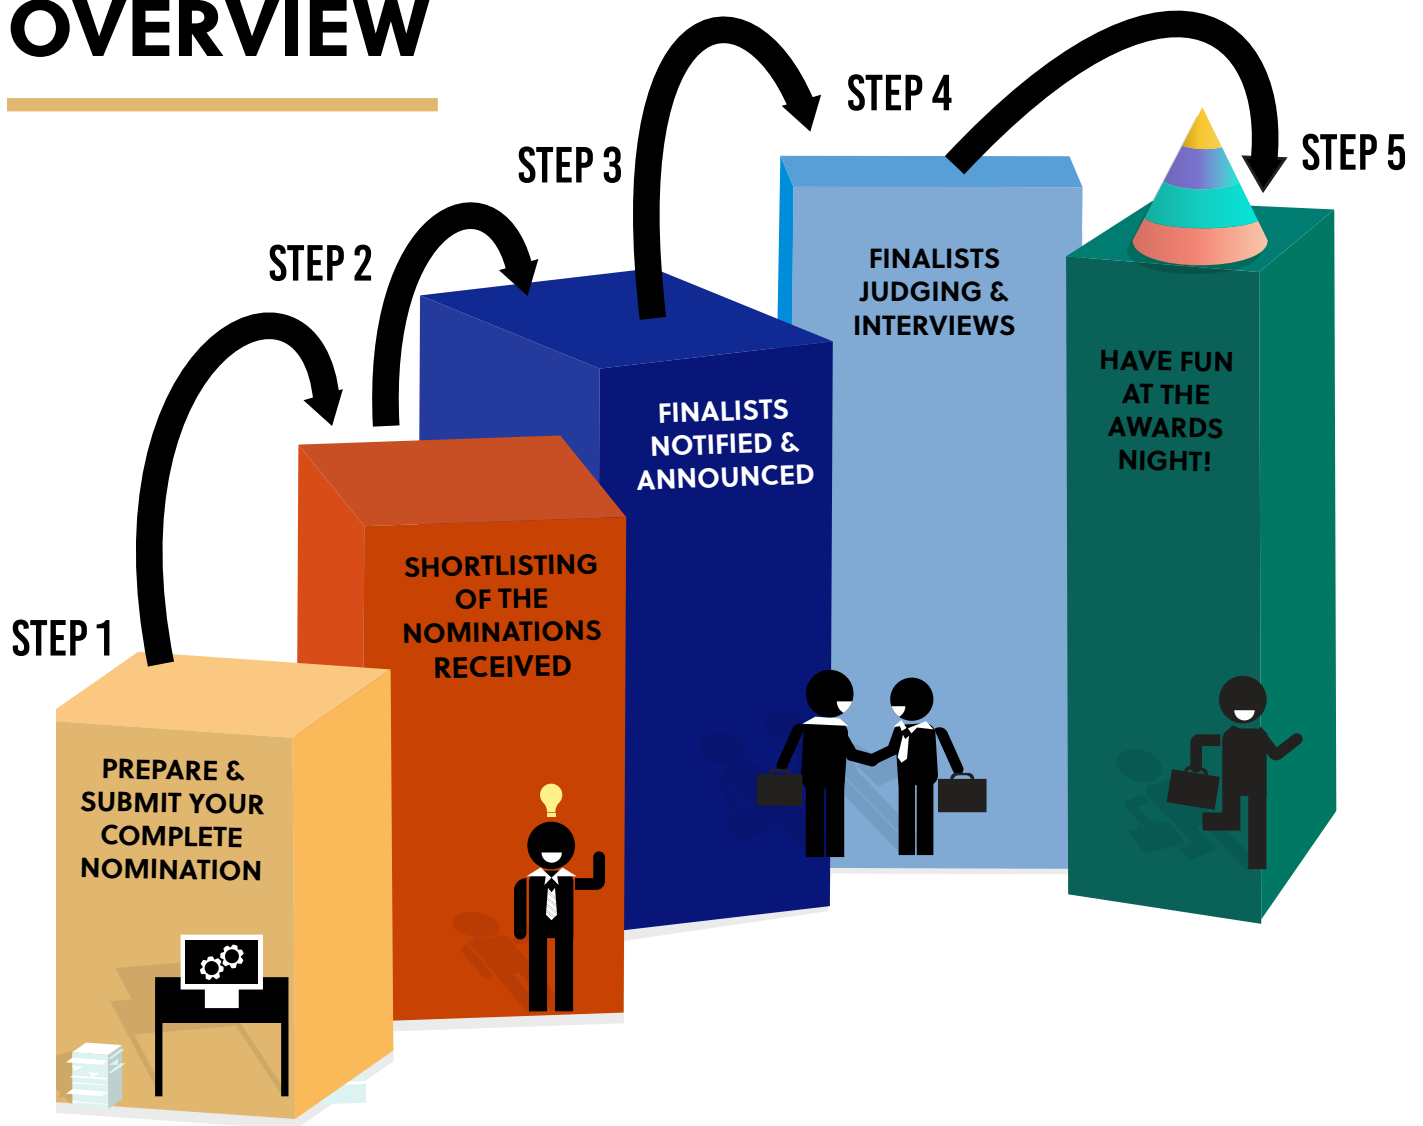 OVERVIEW
STEP 1
PREPARE &
SUBMIT YOUR
COMPLETE
NOMINATION
STEP 2
SHORTLISTING
OF THE
NOMINATIONS
RECEIVED
STEP 3
FINALISTS
NOTIFIED &
ANNOUNCED
STEP 4
FINALISTS
JUDGING &
INTERVIEWS
STEP 5
HAVE FUN
AT THE
AWARDS
NIGHT!